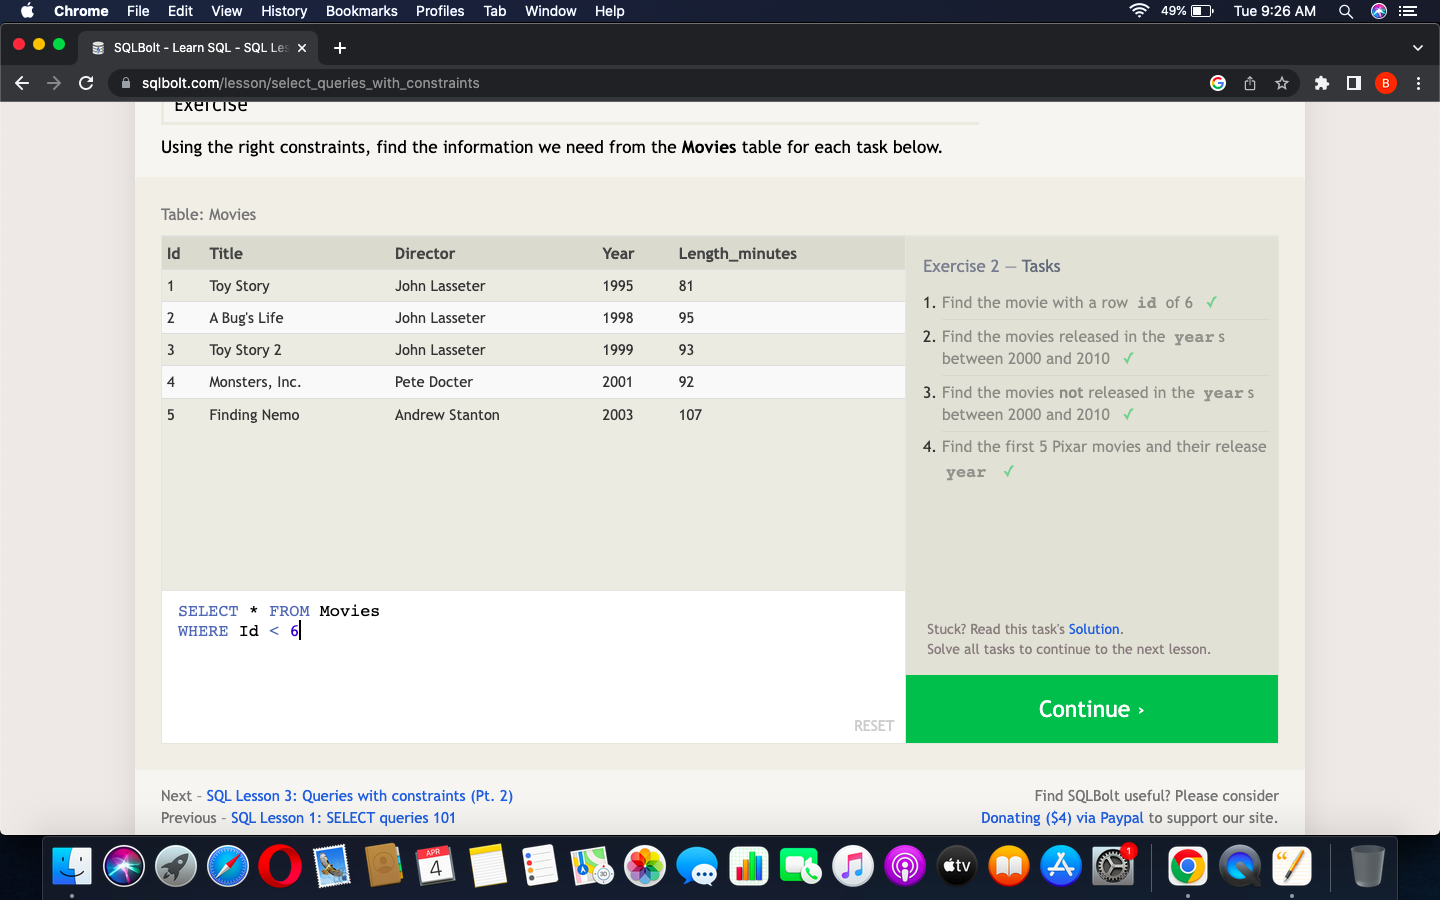 Chrome File Edit View History Bookmarks Profiles Tab Window Help 49% Tue 9:26 AM
SQLBolt - Learn SQL - SQL Les
sqlbolt.com/lesson/select_queries_with_constraints B
Exercise
Using the right constraints, find the information we need from the Movies table for each task below.
Table: Movies
Id Title Director Year Length_minutes
1 Toy Story John Lasseter 1995 81
2 A Bug's Life John Lasseter 1998 95
3 Toy Story 2 John Lasseter 1999 93
4 Monsters, Inc. Pete Docter 2001 92
5 Finding Nemo Andrew Stanton 2003 107
SELECT * FROM Movies
WHERE Id < 6
RESET
Exercise 2 — Tasks
1. Find the movie with a row id of 6 ✓
2. Find the movies released in the years
between 2000 and 2010 ✓
3. Find the movies not released in the years
between 2000 and 2010 ✓
4. Find the first 5 Pixar movies and their release
year ✓
Stuck? Read this task's Solution.
Solve all tasks to continue to the next lesson.
Continue ›
Next – SQL Lesson 3: Queries with constraints (Pt. 2)
Previous – SQL Lesson 1: SELECT queries 101
Find SQLBolt useful? Please consider
Donating ($4) via Paypal to support our site.
APR
4
3D
tv
1